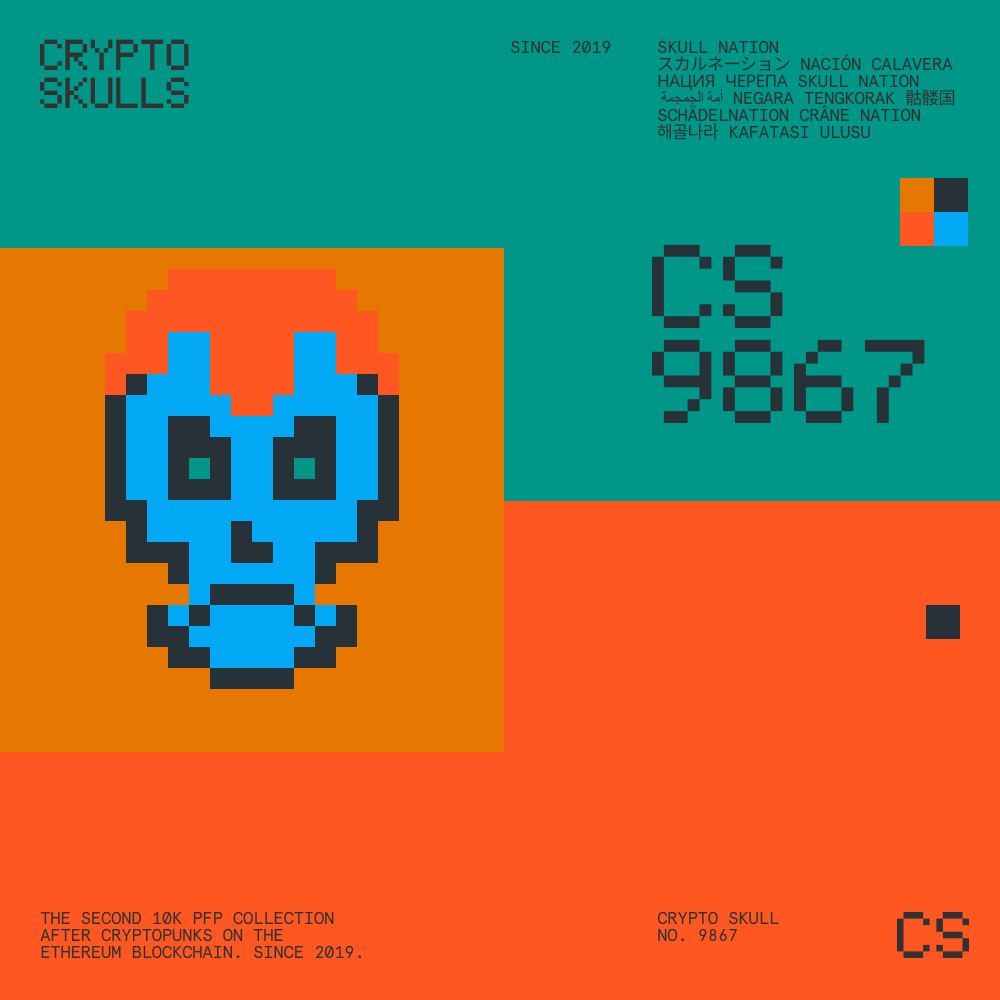 CRYPTO
SKULLS
SINCE 2019
SKULL NATION
スカルネーション NACIÓN CALAVERA
НАЦИЯ ЧЕРЕПА SKULL NATION
أمة الجمجمة NEGARA TENGKORAK 骷髅国
SCHÄDELNATION CRÂNE NATION
해골나라 KAFATASI ULUSU
CS
9867
THE SECOND 10K PFP COLLECTION
AFTER CRYPTOPUNKS ON THE
ETHEREUM BLOCKCHAIN. SINCE 2019.
CRYPTO SKULL
NO. 9867
CS